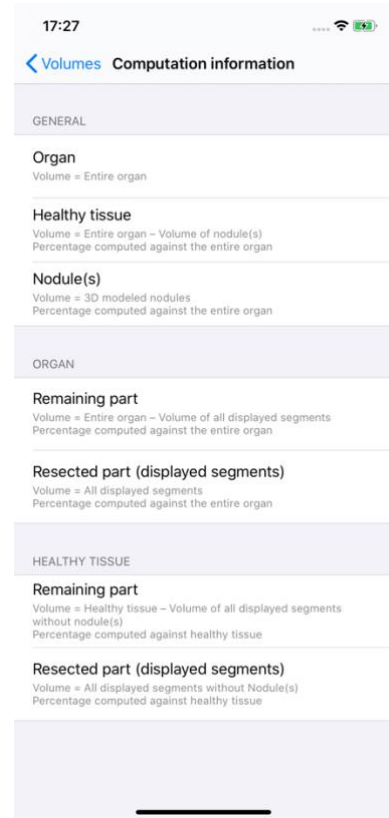 17:27
Volumes Computation information
GENERAL
Organ
Volume = Entire organ
Healthy tissue
Volume = Entire organ – Volume of nodule(s)
Percentage computed against the entire organ
Nodule(s)
Volume = 3D modeled nodules
Percentage computed against the entire organ
ORGAN
Remaining part
Volume = Entire organ – Volume of all displayed segments
Percentage computed against the entire organ
Resected part (displayed segments)
Volume = All displayed segments
Percentage computed against the entire organ
HEALTHY TISSUE
Remaining part
Volume = Healthy tissue – Volume of all displayed segments
without nodule(s)
Percentage computed against healthy tissue
Resected part (displayed segments)
Volume = All displayed segments without Nodule(s)
Percentage computed against healthy tissue